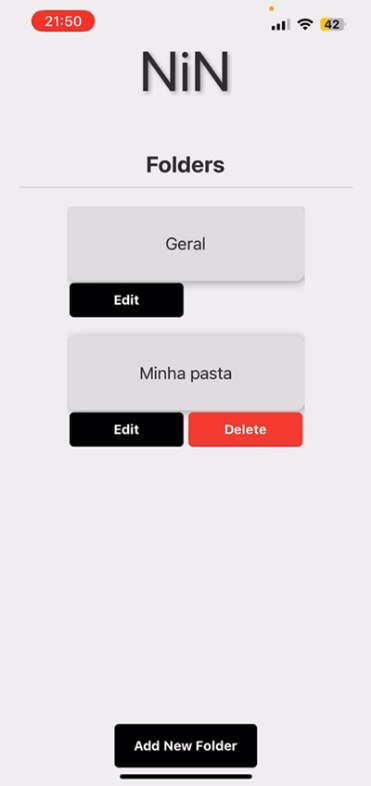 21:50
42
NiN
Folders
Geral
Edit
Minha pasta
Edit Delete
Add New Folder